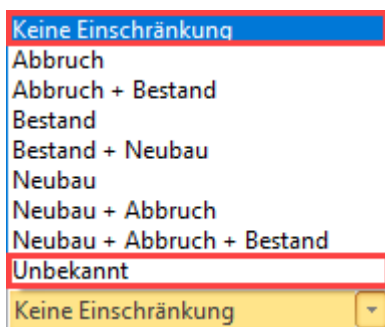 Keine Einschränkung
Abbruch
Abbruch + Bestand
Bestand
Bestand + Neubau
Neubau
Neubau + Abbruch
Neubau + Abbruch + Bestand
Unbekannt
Keine Einschränkung